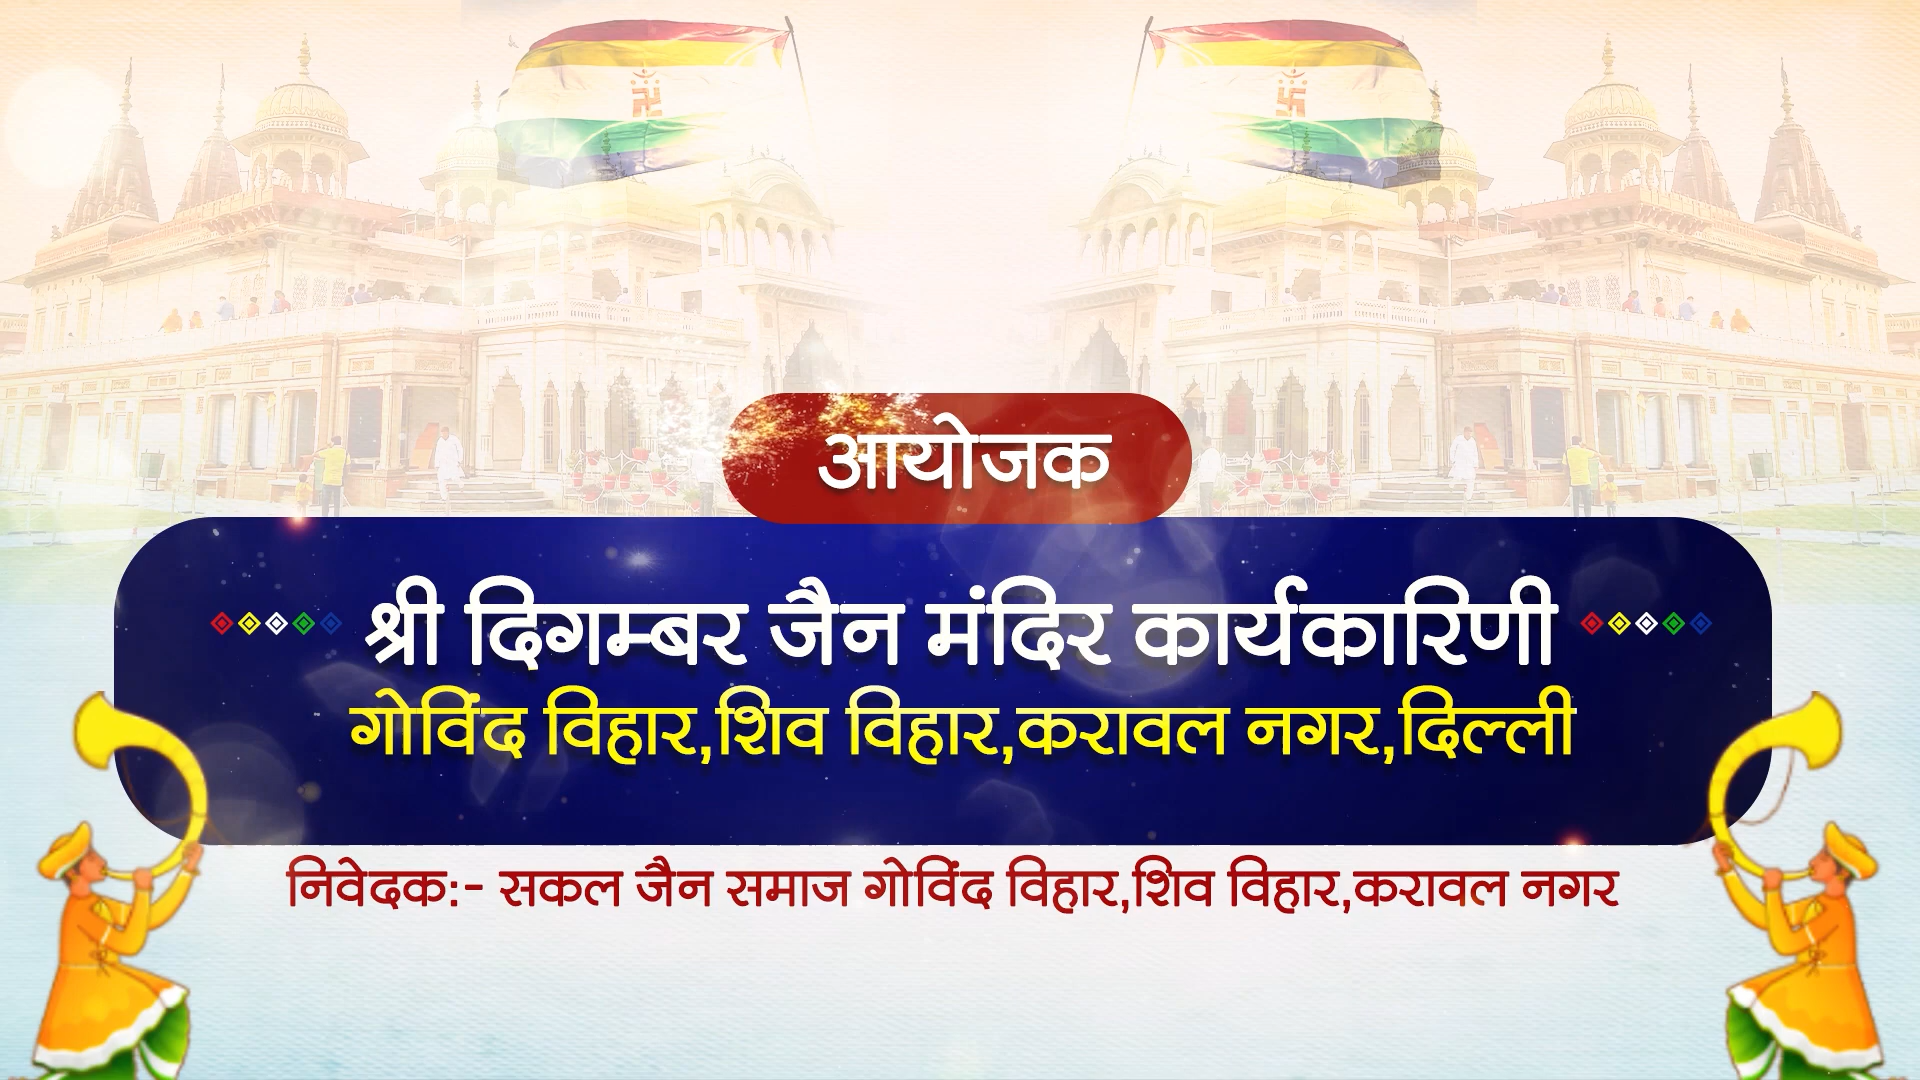 आयोजक
श्री दिगम्बर जैन मंदिर कार्यकारिणी
गोविंद विहार,शिव विहार,करावल नगर,दिल्ली
निवेदक:- सकल जैन समाज गोविंद विहार,शिव विहार,करावल नगर